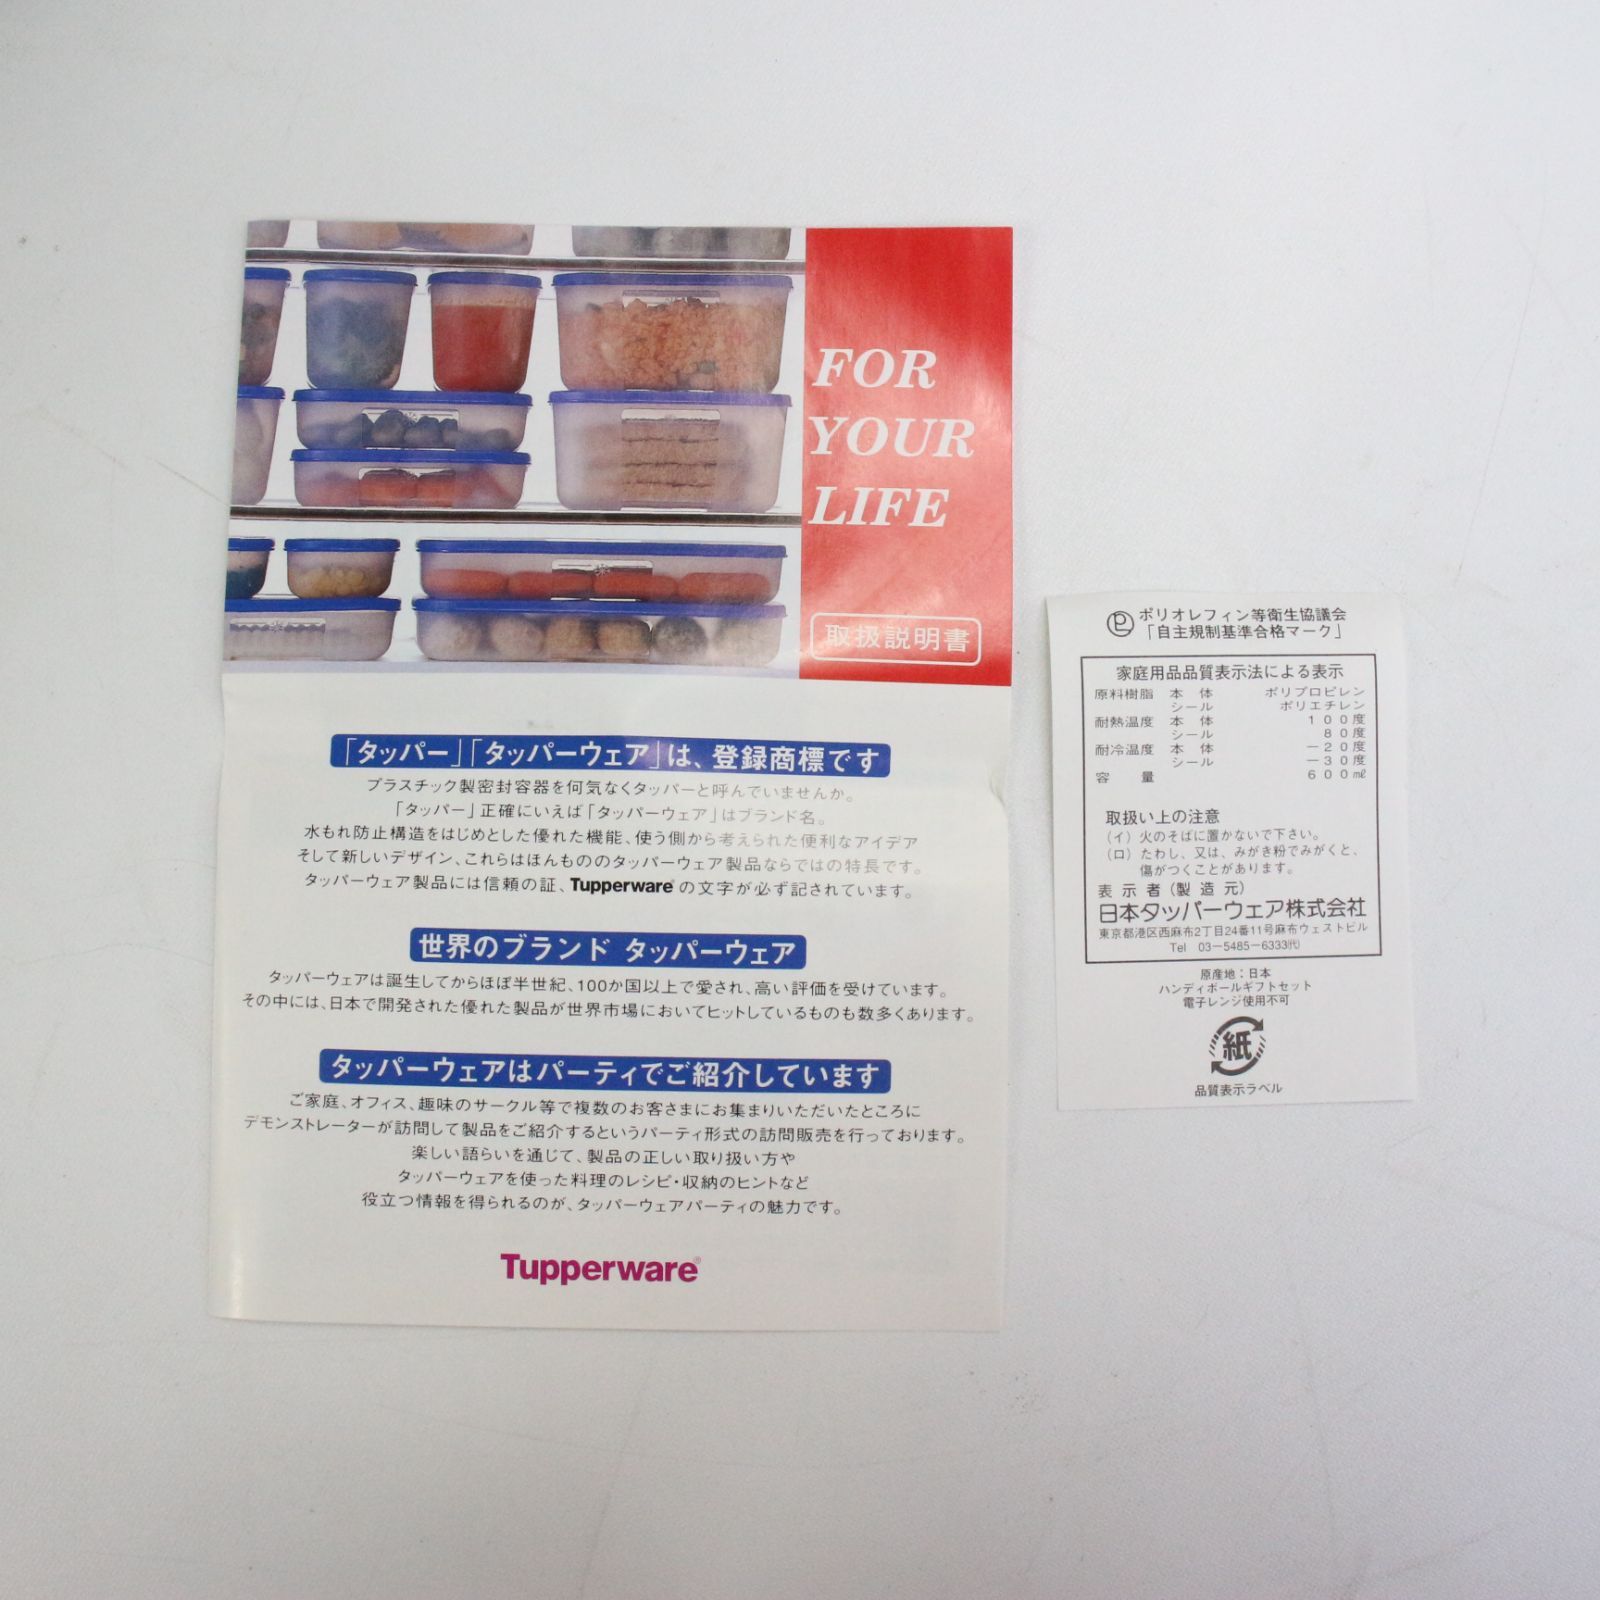 FOR
YOUR
LIFE
取扱説明書
「タッパー」「タッパーウェア」は、登録商標です
プラスチック製密封容器を何気なくタッパーと呼んでいませんか。
「タッパー」正確にいえば「タッパーウェア」はブランド名。
水もれ防止構造をはじめとした優れた機能、使う側から考えられた便利なアイデア
そして新しいデザイン、これらはほんもののタッパーウェア製品ならではの特長です。
タッパーウェア製品には信頼の証、Tupperware®の文字が必ず記されています。
世界のブランド タッパーウェア
タッパーウェアは誕生してからほぼ半世紀、100か国以上で愛され、高い評価を受けています。
その中には、日本で開発された優れた製品が世界市場においてヒットしているものも数多くあります。
タッパーウェアはパーティでご紹介しています
ご家庭、オフィス、趣味のサークル等で複数のお客さまにお集まりいただいたところに
デモンストレーターが訪問して製品をご紹介するというパーティ形式の訪問販売を行っております。
楽しい語らいを通じて、製品の正しい取り扱い方や
タッパーウェアを使った料理のレシピ・収納のヒントなど
役立つ情報を得られるのが、タッパーウェアパーティの魅力です。
Tupperware®
ポリオレフィン等衛生協議会
「自主規制基準合格マーク」
家庭用品品質表示法による表示
原料樹脂 本体 ポリプロピレン
シール ポリエチレン
耐熱温度 本体 100度
シール 80度
耐冷温度 本体 −20度
シール −30度
容量 600㎖
取扱い上の注意
(イ) 火のそばに置かないで下さい。
(ロ) たわし、又は、みがき粉でみがくと、
傷がつくことがあります。
表示者(製造元)
日本タッパーウェア株式会社
東京都港区西麻布2丁目24番11号麻布ウェストビル
Tel 03−5485−6333㈹
原産地：日本
ハンディボールギフトセット
電子レンジ使用不可
紙
品質表示ラベル